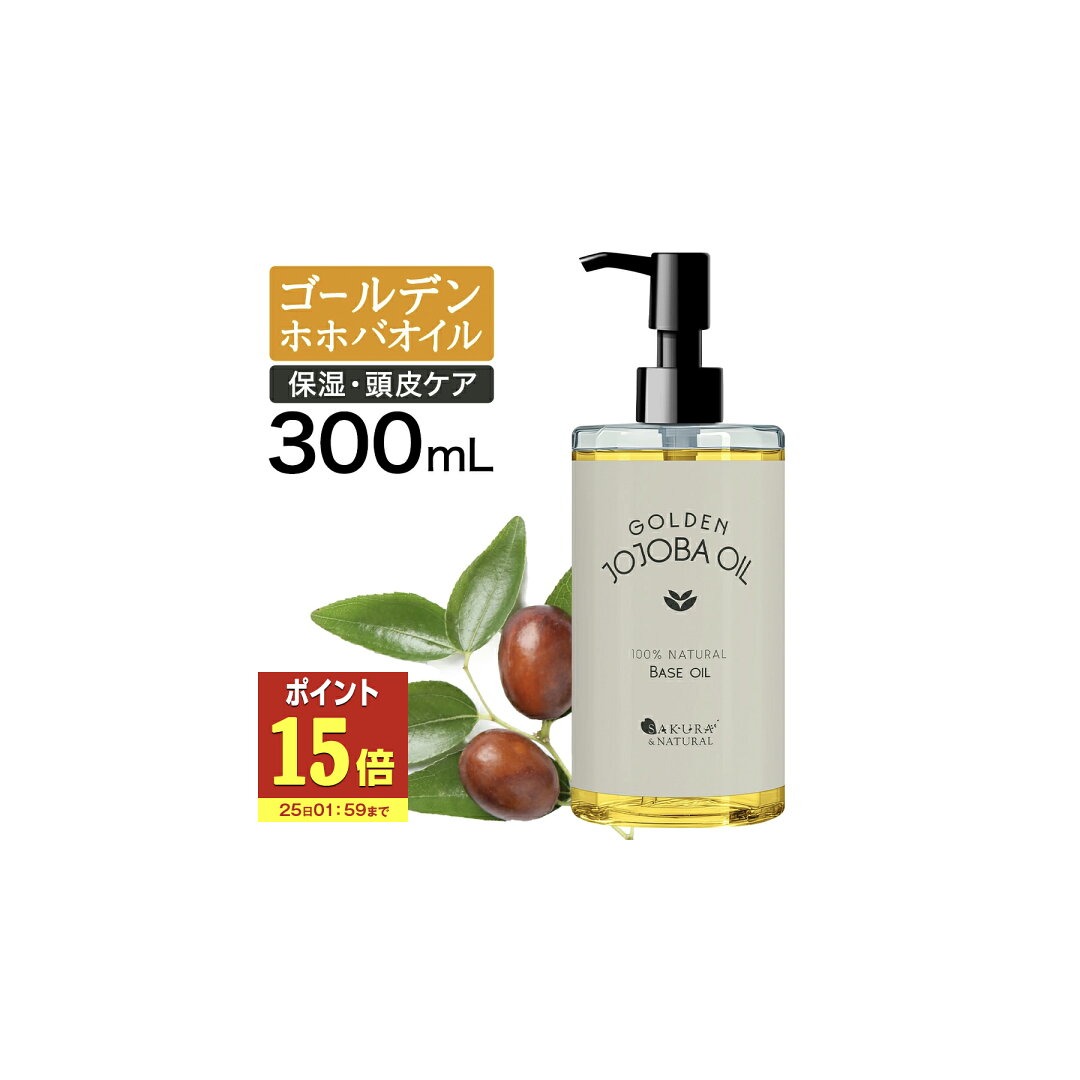 ゴールデン
ホホバオイル
保湿・頭皮ケア
300mL
GOLDEN
JOJOBA OIL
100% NATURAL
BASE OIL
SAKURA
& NATURAL
ポイント
15倍
25日01:59まで